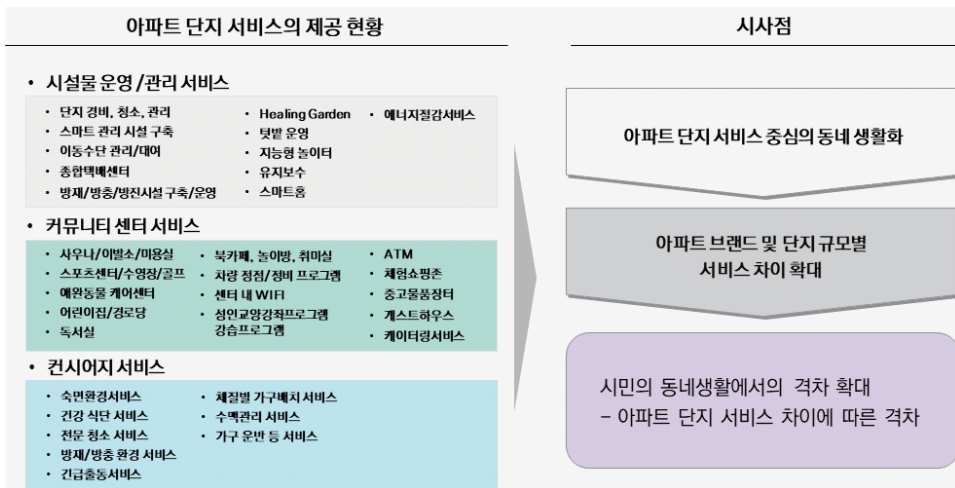 아파트 단지 서비스의 제공 현황
• 시설물 운영/관리 서비스
• 단지 경비, 청소, 관리
• 스마트 관리 시설 구축
• 이동수단 관리/대여
• 종합택배센터
• 방재/방충/방진시설 구축/운영
• Healing Garden
• 텃밭 운영
• 지능형 놀이터
• 유지보수
• 스마트홈
• 에너지절감서비스
• 커뮤니티 센터 서비스
• 사우나/이발소/미용실
• 스포츠센터/수영장/골프
• 애완동물 케어센터
• 어린이집/경로당
• 독서실
• 북카페, 놀이방, 취미실
• 차량 정점/정비 프로그램
• 센터 내 WIFI
• 성인교양강좌프로그램
강습프로그램
• ATM
• 체험쇼핑존
• 중고물품장터
• 게스트하우스
• 케이터링서비스
• 컨시어지 서비스
• 숙면환경서비스
• 건강 식단 서비스
• 전문 청소 서비스
• 방재/방충 환경 서비스
• 긴급출동서비스
• 체질별 가구배치 서비스
• 수맥관리 서비스
• 가구 운반 등 서비스
시사점
아파트 단지 서비스 중심의 동네 생활화
아파트 브랜드 및 단지 규모별
서비스 차이 확대
시민의 동네생활에서의 격차 확대
– 아파트 단지 서비스 차이에 따른 격차